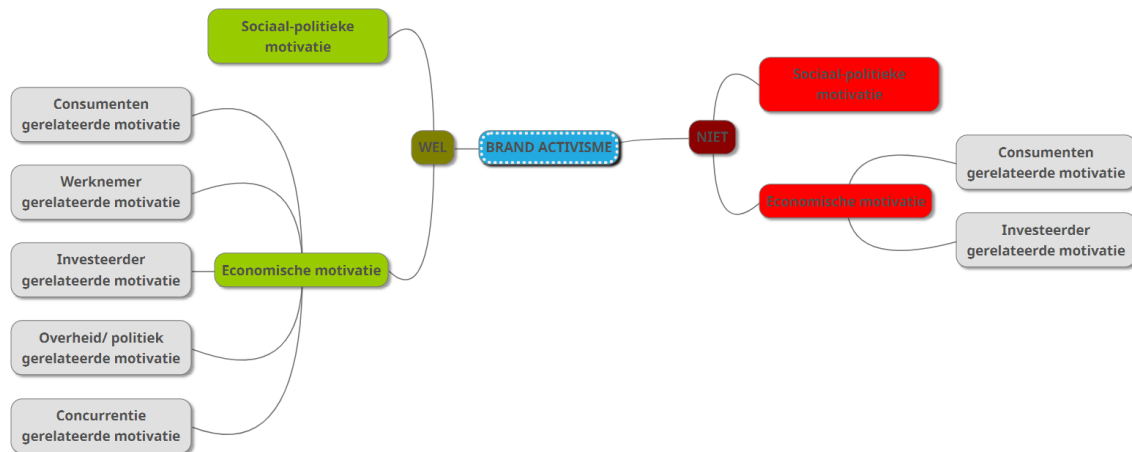 Sociaal-politieke
motivatie
Consumenten
gerelateerde motivatie
Werknemer
gerelateerde motivatie
Investeerder
gerelateerde motivatie
Overheid/ politiek
gerelateerde motivatie
Concurrentie
gerelateerde motivatie
Economische motivatie
WEL
BRAND ACTIVISME
NIET
Sociaal-politieke
motivatie
Economische motivatie
Consumenten
gerelateerde motivatie
Investeerder
gerelateerde motivatie